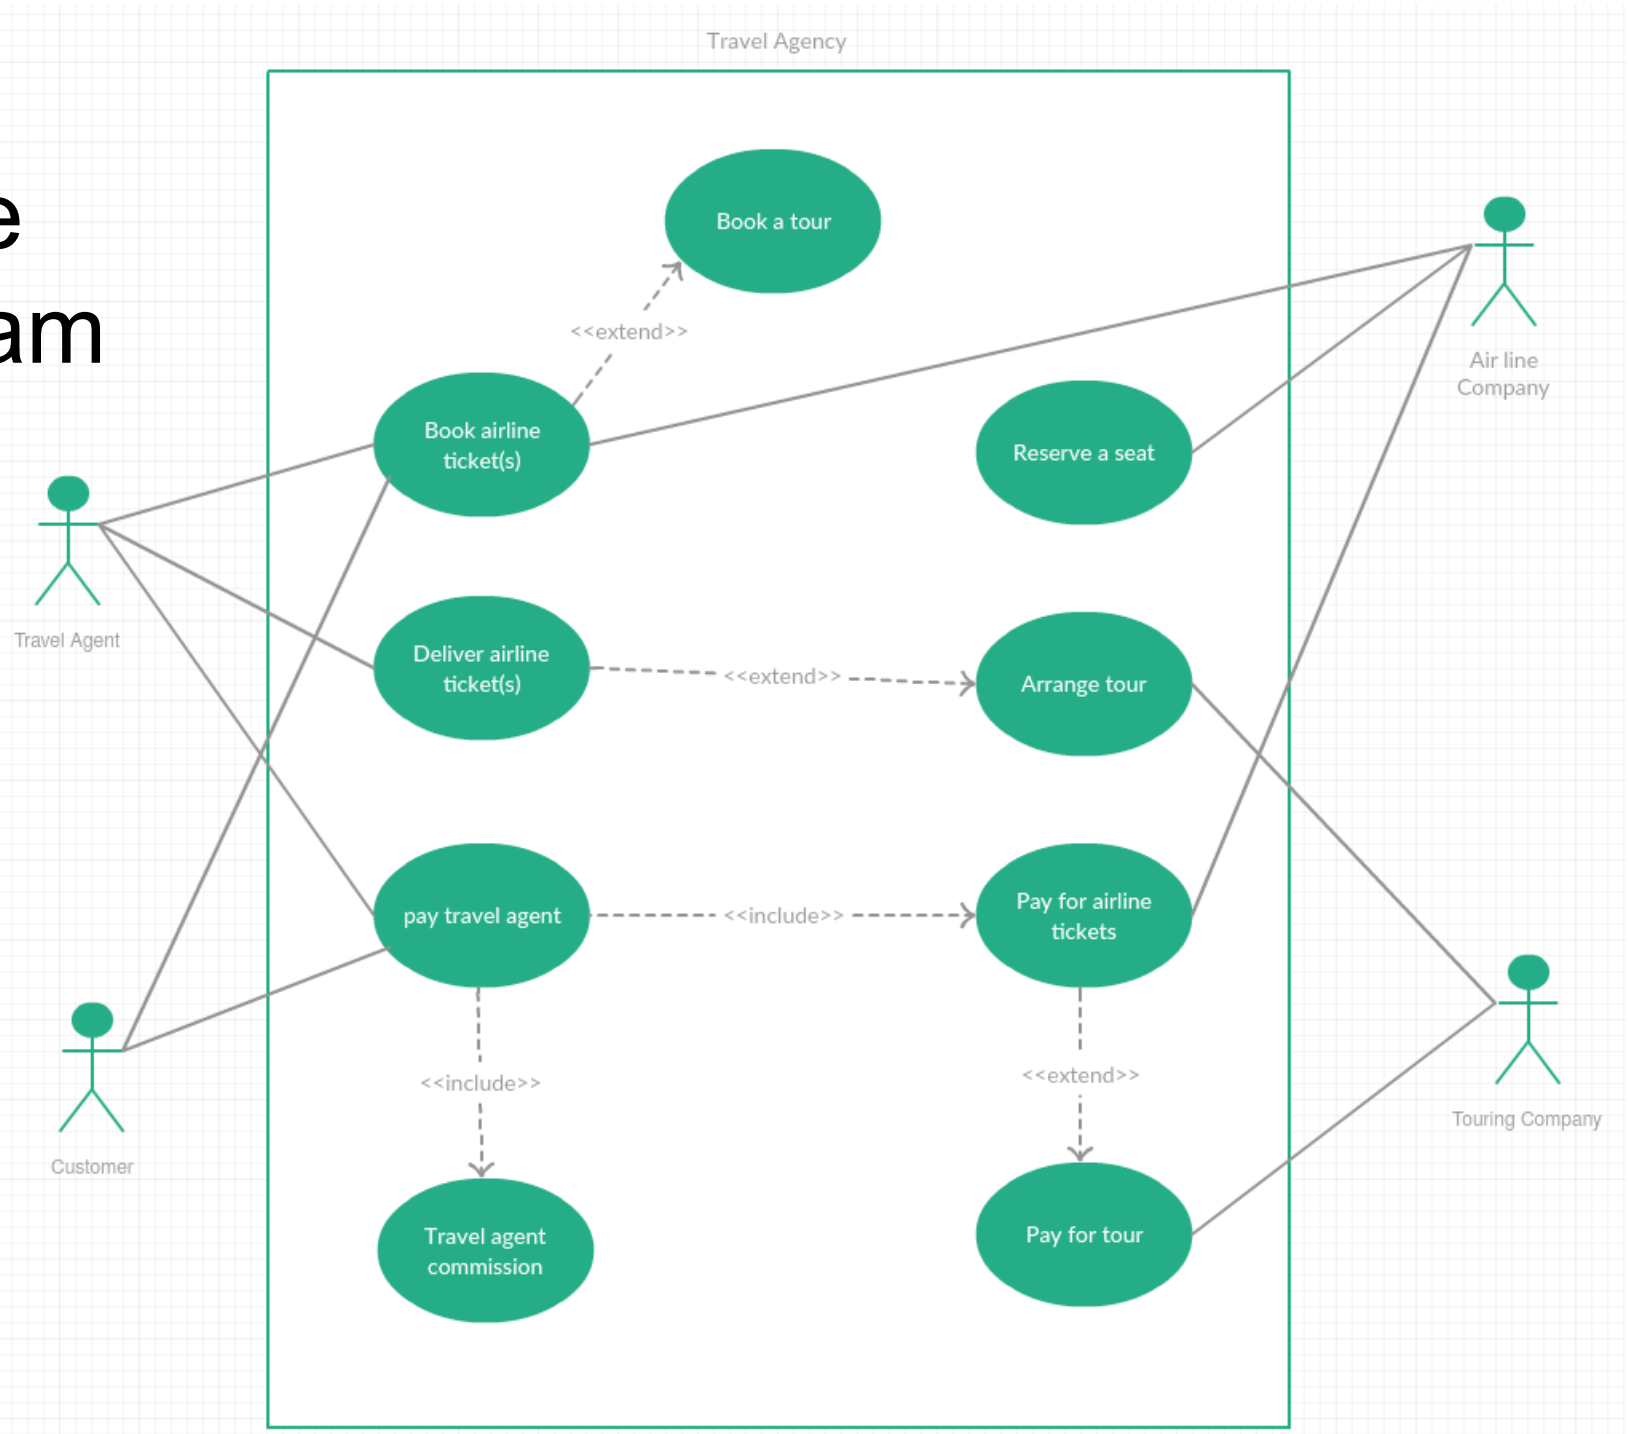 Travel Agency
e
am
Book a tour
<<extend>>
Air line
Company
Book airline
ticket(s)
Reserve a seat
Travel Agent
Deliver airline
ticket(s)
<<extend>>
Arrange tour
pay travel agent
<<include>>
Pay for airline
tickets
<<include>>
<<extend>>
Touring Company
Customer
Travel agent
commission
Pay for tour